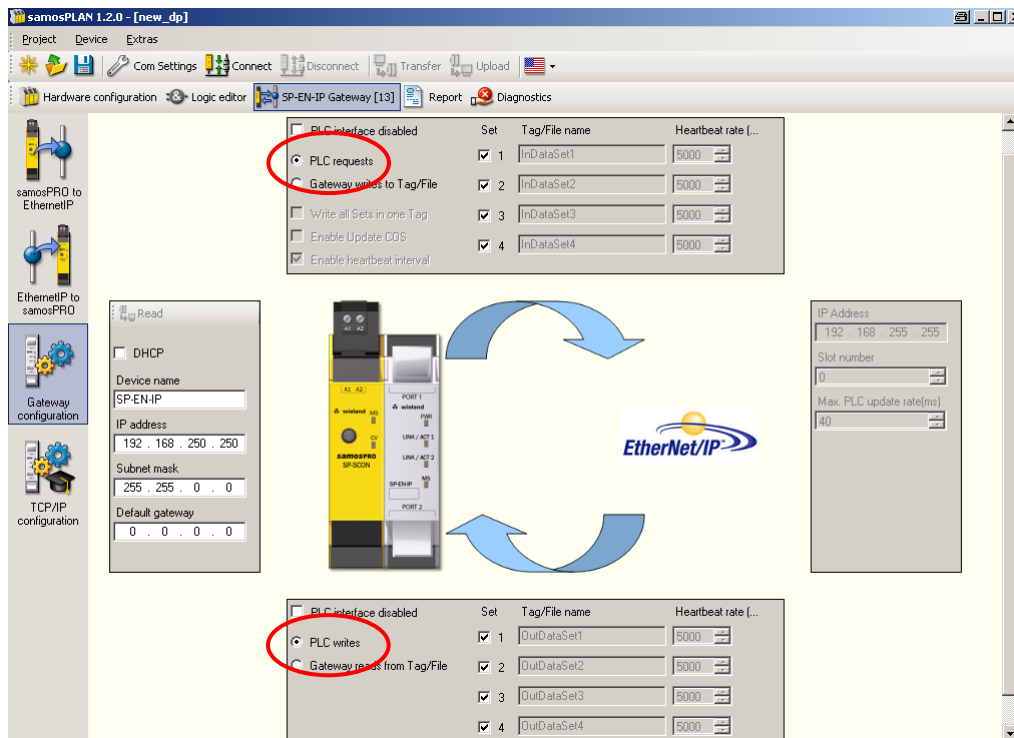 samosPLAN 1.2.0 - [new_dp]
Project Device Extras
Com Settings Connect Disconnect Transfer Upload
Hardware configuration Logic editor SP-EN-IP Gateway [13] Report Diagnostics
samosPRO to
EthernetIP
EthernetIP to
samosPRO
Gateway
configuration
TCP/IP
configuration
PLC interface disabled Set Tag/File name Heartbeat rate (...
PLC requests 1 InDataSet1 5000
Gateway writes to Tag/File 2 InDataSet2 5000
Write all Sets in one Tag 3 InDataSet3 5000
Enable Update COS 4 InDataSet4 5000
Enable heartbeat interval
Read
DHCP
Device name
SP-EN-IP
IP address
192 . 168 . 250 . 250
Subnet mask
255 . 255 . 0 . 0
Default gateway
0 . 0 . 0 . 0
A1 A2
A1 A2
wieland
MS
CV
samosPRO
SP-SCON
PORT 1
wieland
PWR
LINK / ACT 1
LINK / ACT 2
MS
SP-EN-IP
PORT 2
EtherNet/IP
IP Address
192 . 168 . 255 . 255
Slot number
0
Max. PLC update rate(ms)
40
PLC interface disabled Set Tag/File name Heartbeat rate (...
PLC writes 1 OutDataSet1 5000
Gateway reads from Tag/File 2 OutDataSet2 5000
3 OutDataSet3 5000
4 OutDataSet4 5000